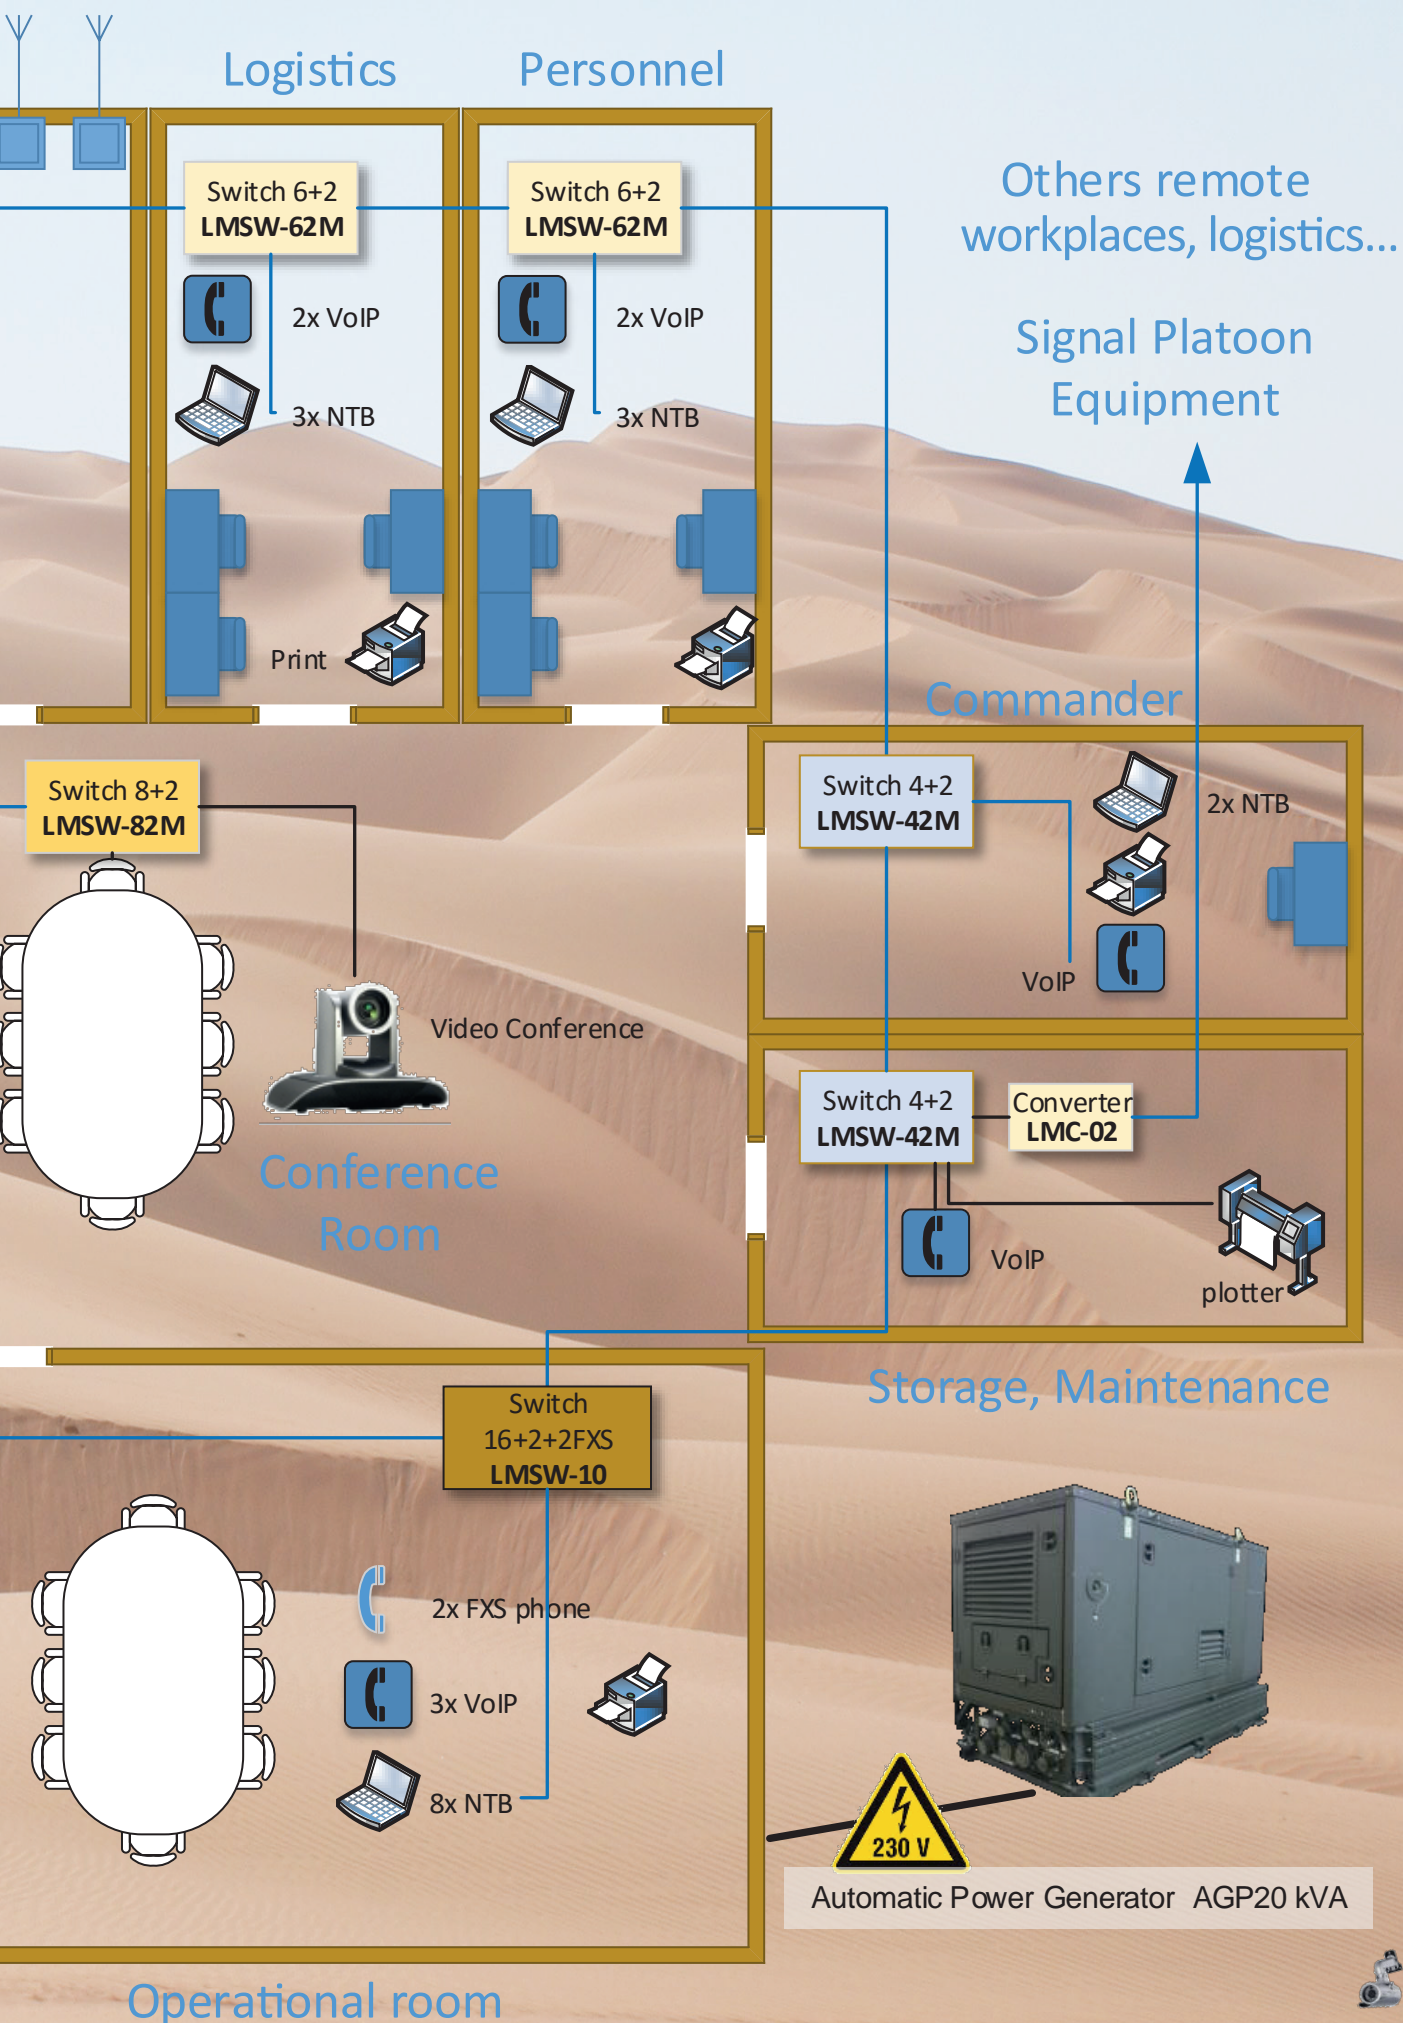 Logistics
Personnel
Switch 6+2
LMSW-62M
Switch 6+2
LMSW-62M
Others remote
workplaces, logistics...
2x VoIP
2x VoIP
Signal Platoon
Equipment
3x NTB
3x NTB
Print
Commander
Switch 8+2
LMSW-82M
Switch 4+2
LMSW-42M
2x NTB
VoIP
Video Conference
Switch 4+2
LMSW-42M
Converter
LMC-02
Conference
Room
VoIP
plotter
Storage, Maintenance
Switch
16+2+2FXS
LMSW-10
2x FXS phone
3x VoIP
8x NTB
230 V
Automatic Power Generator AGP20 kVA
Operational room